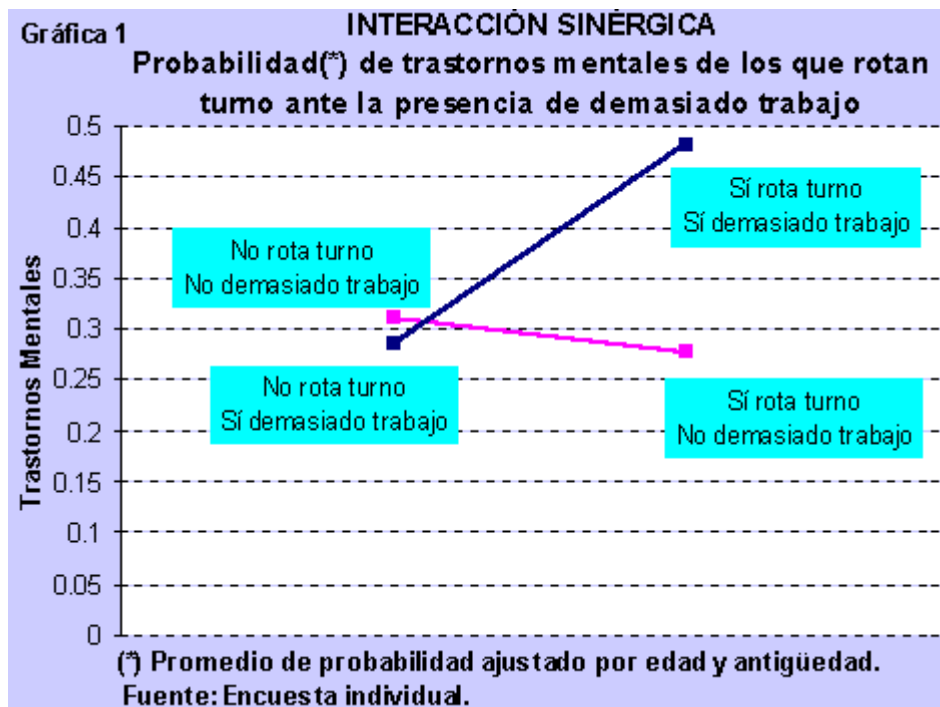 Gráfica 1
INTERACCIÓN SINÉRGICA
Probabilidad(*) de trastornos mentales de los que rotan
turno ante la presencia de demasiado trabajo
Trastornos Mentales
0.5
0.45
0.4
0.35
0.3
0.25
0.2
0.15
0.1
0.05
0
No rota turno
No demasiado trabajo
Sí rota turno
Sí demasiado trabajo
No rota turno
Sí demasiado trabajo
Sí rota turno
No demasiado trabajo
(*) Promedio de probabilidad ajustado por edad y antigüedad.
Fuente: Encuesta individual.